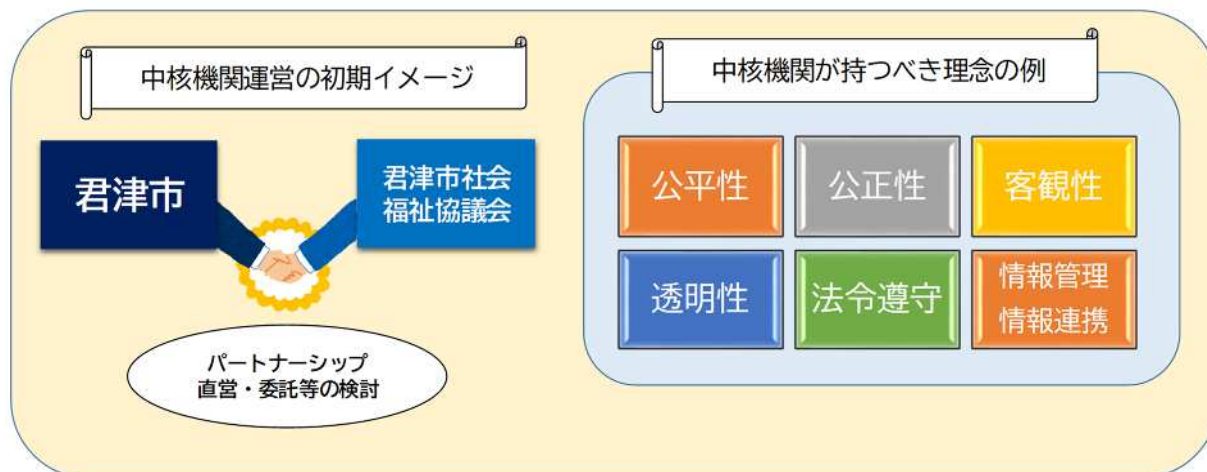 中核機関運営の初期イメージ
君津市
君津市社会
福祉協議会
パートナーシップ
直営・委託等の検討
中核機関が持つべき理念の例
公平性
公正性
客観性
透明性
法令遵守
情報管理
情報連携